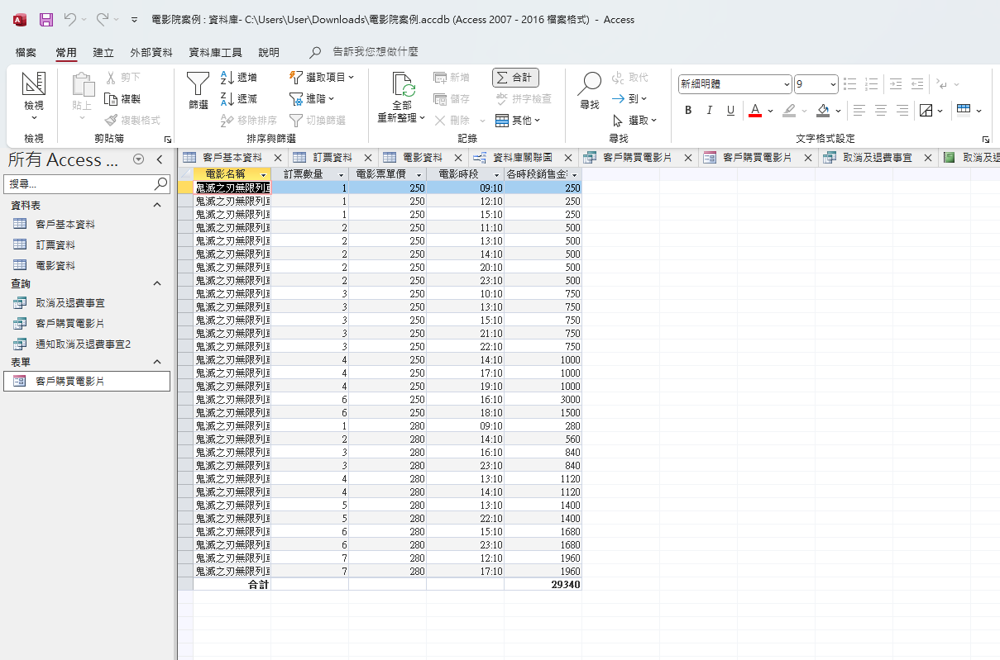 電影院案例 : 資料庫- C:\Users\User\Downloads\電影院案例.accdb (Access 2007 - 2016 檔案格式) - Access
檔案 常用 建立 外部資料 資料庫工具 說明 告訴我您想做什麼
檢視
檢視
貼上
剪下
複製
複製格式
剪貼簿
篩選
遞增
遞減
移除排序
選取項目
進階
切換篩選
排序與篩選
全部
重新整理
新增
儲存
刪除
合計
拼字檢查
其他
記錄
尋找
取代
到
選取
尋找
新細明體 9
B I U A
文字格式設定
所有 Access ...
搜尋...
資料表
客戶基本資料
訂票資料
電影資料
查詢
取消及退費事宜
客戶購買電影片
通知取消及退費事宜2
表單
客戶購買電影片
客戶基本資料 訂票資料 電影資料 資料庫關聯圖 客戶購買電影片 客戶購買電影片 取消及退費事宜 取消及退
電影名稱 訂票數量 電影票單價 電影時段 各時段銷售金
鬼滅之刃無限列車 1 250 09:10 250
鬼滅之刃無限列車 1 250 12:10 250
鬼滅之刃無限列車 1 250 15:10 250
鬼滅之刃無限列車 2 250 11:10 500
鬼滅之刃無限列車 2 250 13:10 500
鬼滅之刃無限列車 2 250 14:10 500
鬼滅之刃無限列車 2 250 20:10 500
鬼滅之刃無限列車 2 250 23:10 500
鬼滅之刃無限列車 3 250 10:10 750
鬼滅之刃無限列車 3 250 13:10 750
鬼滅之刃無限列車 3 250 15:10 750
鬼滅之刃無限列車 3 250 21:10 750
鬼滅之刃無限列車 3 250 22:10 750
鬼滅之刃無限列車 4 250 14:10 1000
鬼滅之刃無限列車 4 250 17:10 1000
鬼滅之刃無限列車 4 250 19:10 1000
鬼滅之刃無限列車 6 250 16:10 3000
鬼滅之刃無限列車 6 250 18:10 1500
鬼滅之刃無限列車 1 280 09:10 280
鬼滅之刃無限列車 2 280 14:10 560
鬼滅之刃無限列車 3 280 16:10 840
鬼滅之刃無限列車 3 280 23:10 840
鬼滅之刃無限列車 4 280 13:10 1120
鬼滅之刃無限列車 4 280 14:10 1120
鬼滅之刃無限列車 5 280 13:10 1400
鬼滅之刃無限列車 5 280 22:10 1400
鬼滅之刃無限列車 6 280 15:10 1680
鬼滅之刃無限列車 6 280 23:10 1680
鬼滅之刃無限列車 7 280 12:10 1960
鬼滅之刃無限列車 7 280 17:10 1960
合計 29340